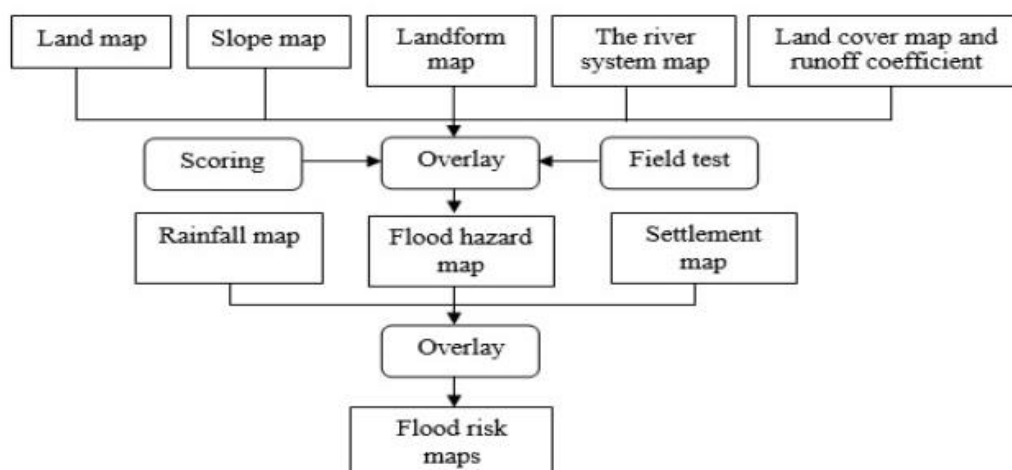 Land map
Slope map
Landform
map
The river
system map
Land cover map and
runoff coefficient
Scoring
Overlay
Field test
Rainfall map
Flood hazard
map
Settlement
map
Overlay
Flood risk
maps